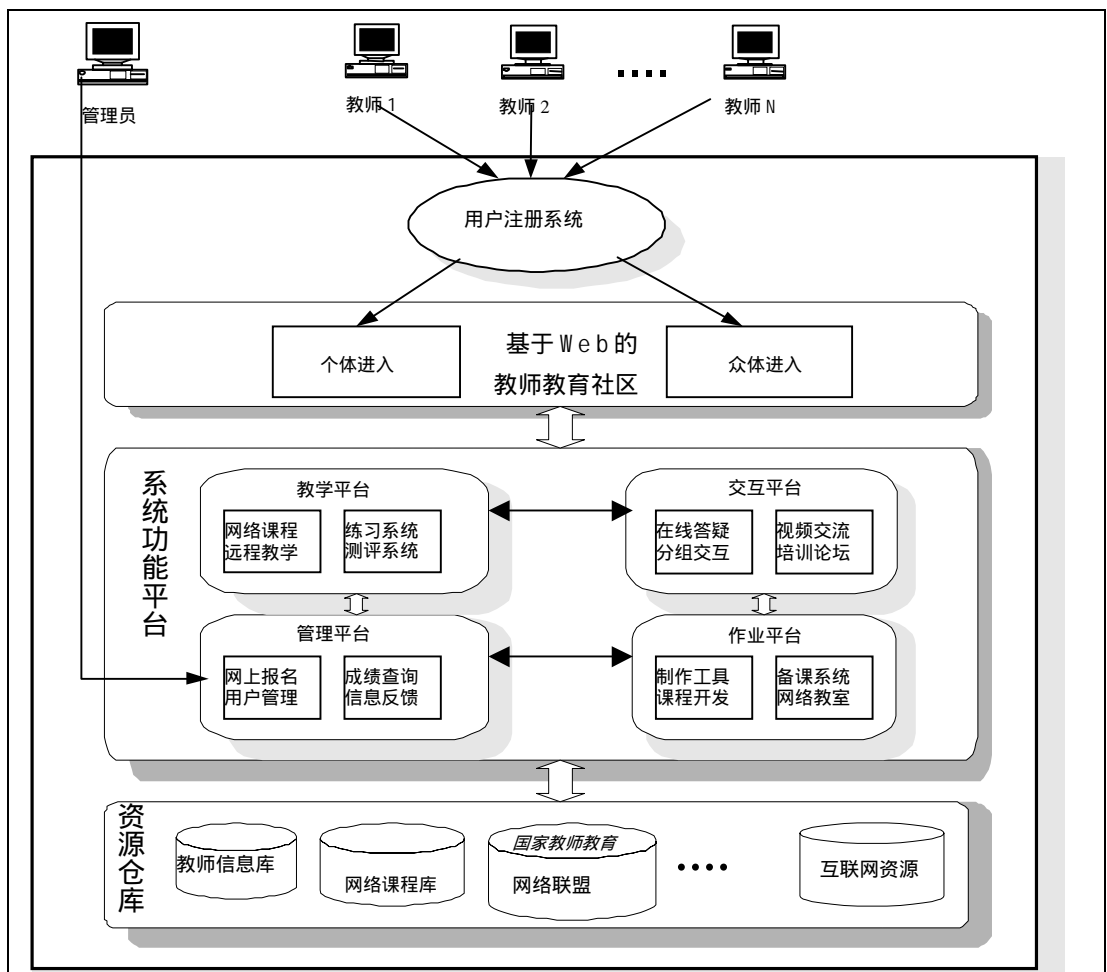 管理员
教师 1
教师 2
教师 N
用户注册系统
个体进入
基于 Web 的
教师教育社区
众体进入
系统功能平台
教学平台
网络课程
远程教学
练习系统
测评系统
交互平台
在线答疑
分组交互
视频交流
培训论坛
管理平台
网上报名
用户管理
成绩查询
信息反馈
作业平台
制作工具
课程开发
备课系统
网络教室
资源仓库
教师信息库
网络课程库
国家教师教育
网络联盟
互联网资源